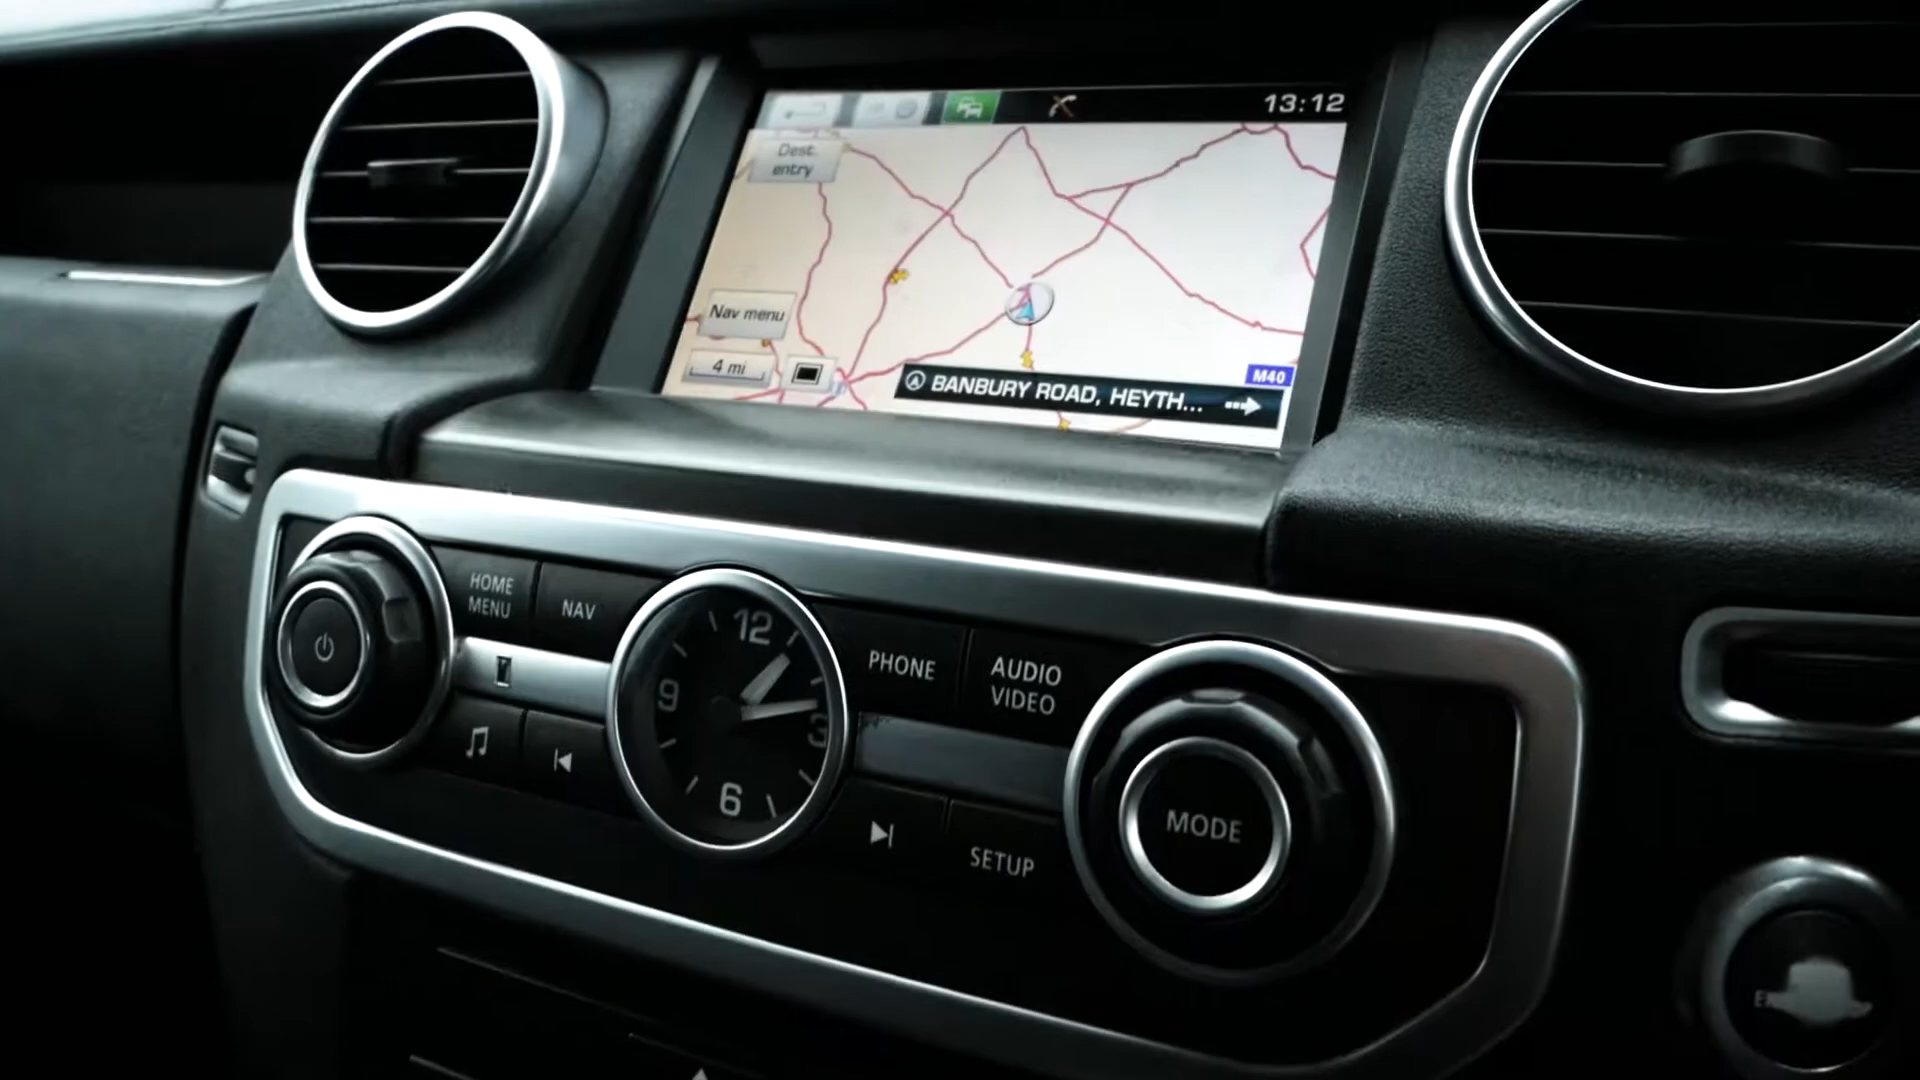 13:12
Dest.
entry
Nav menu
4 mi
M40
BANBURY ROAD, HEYTH...
HOME
MENU
NAV
12
9
3
6
PHONE
AUDIO
VIDEO
MODE
SETUP